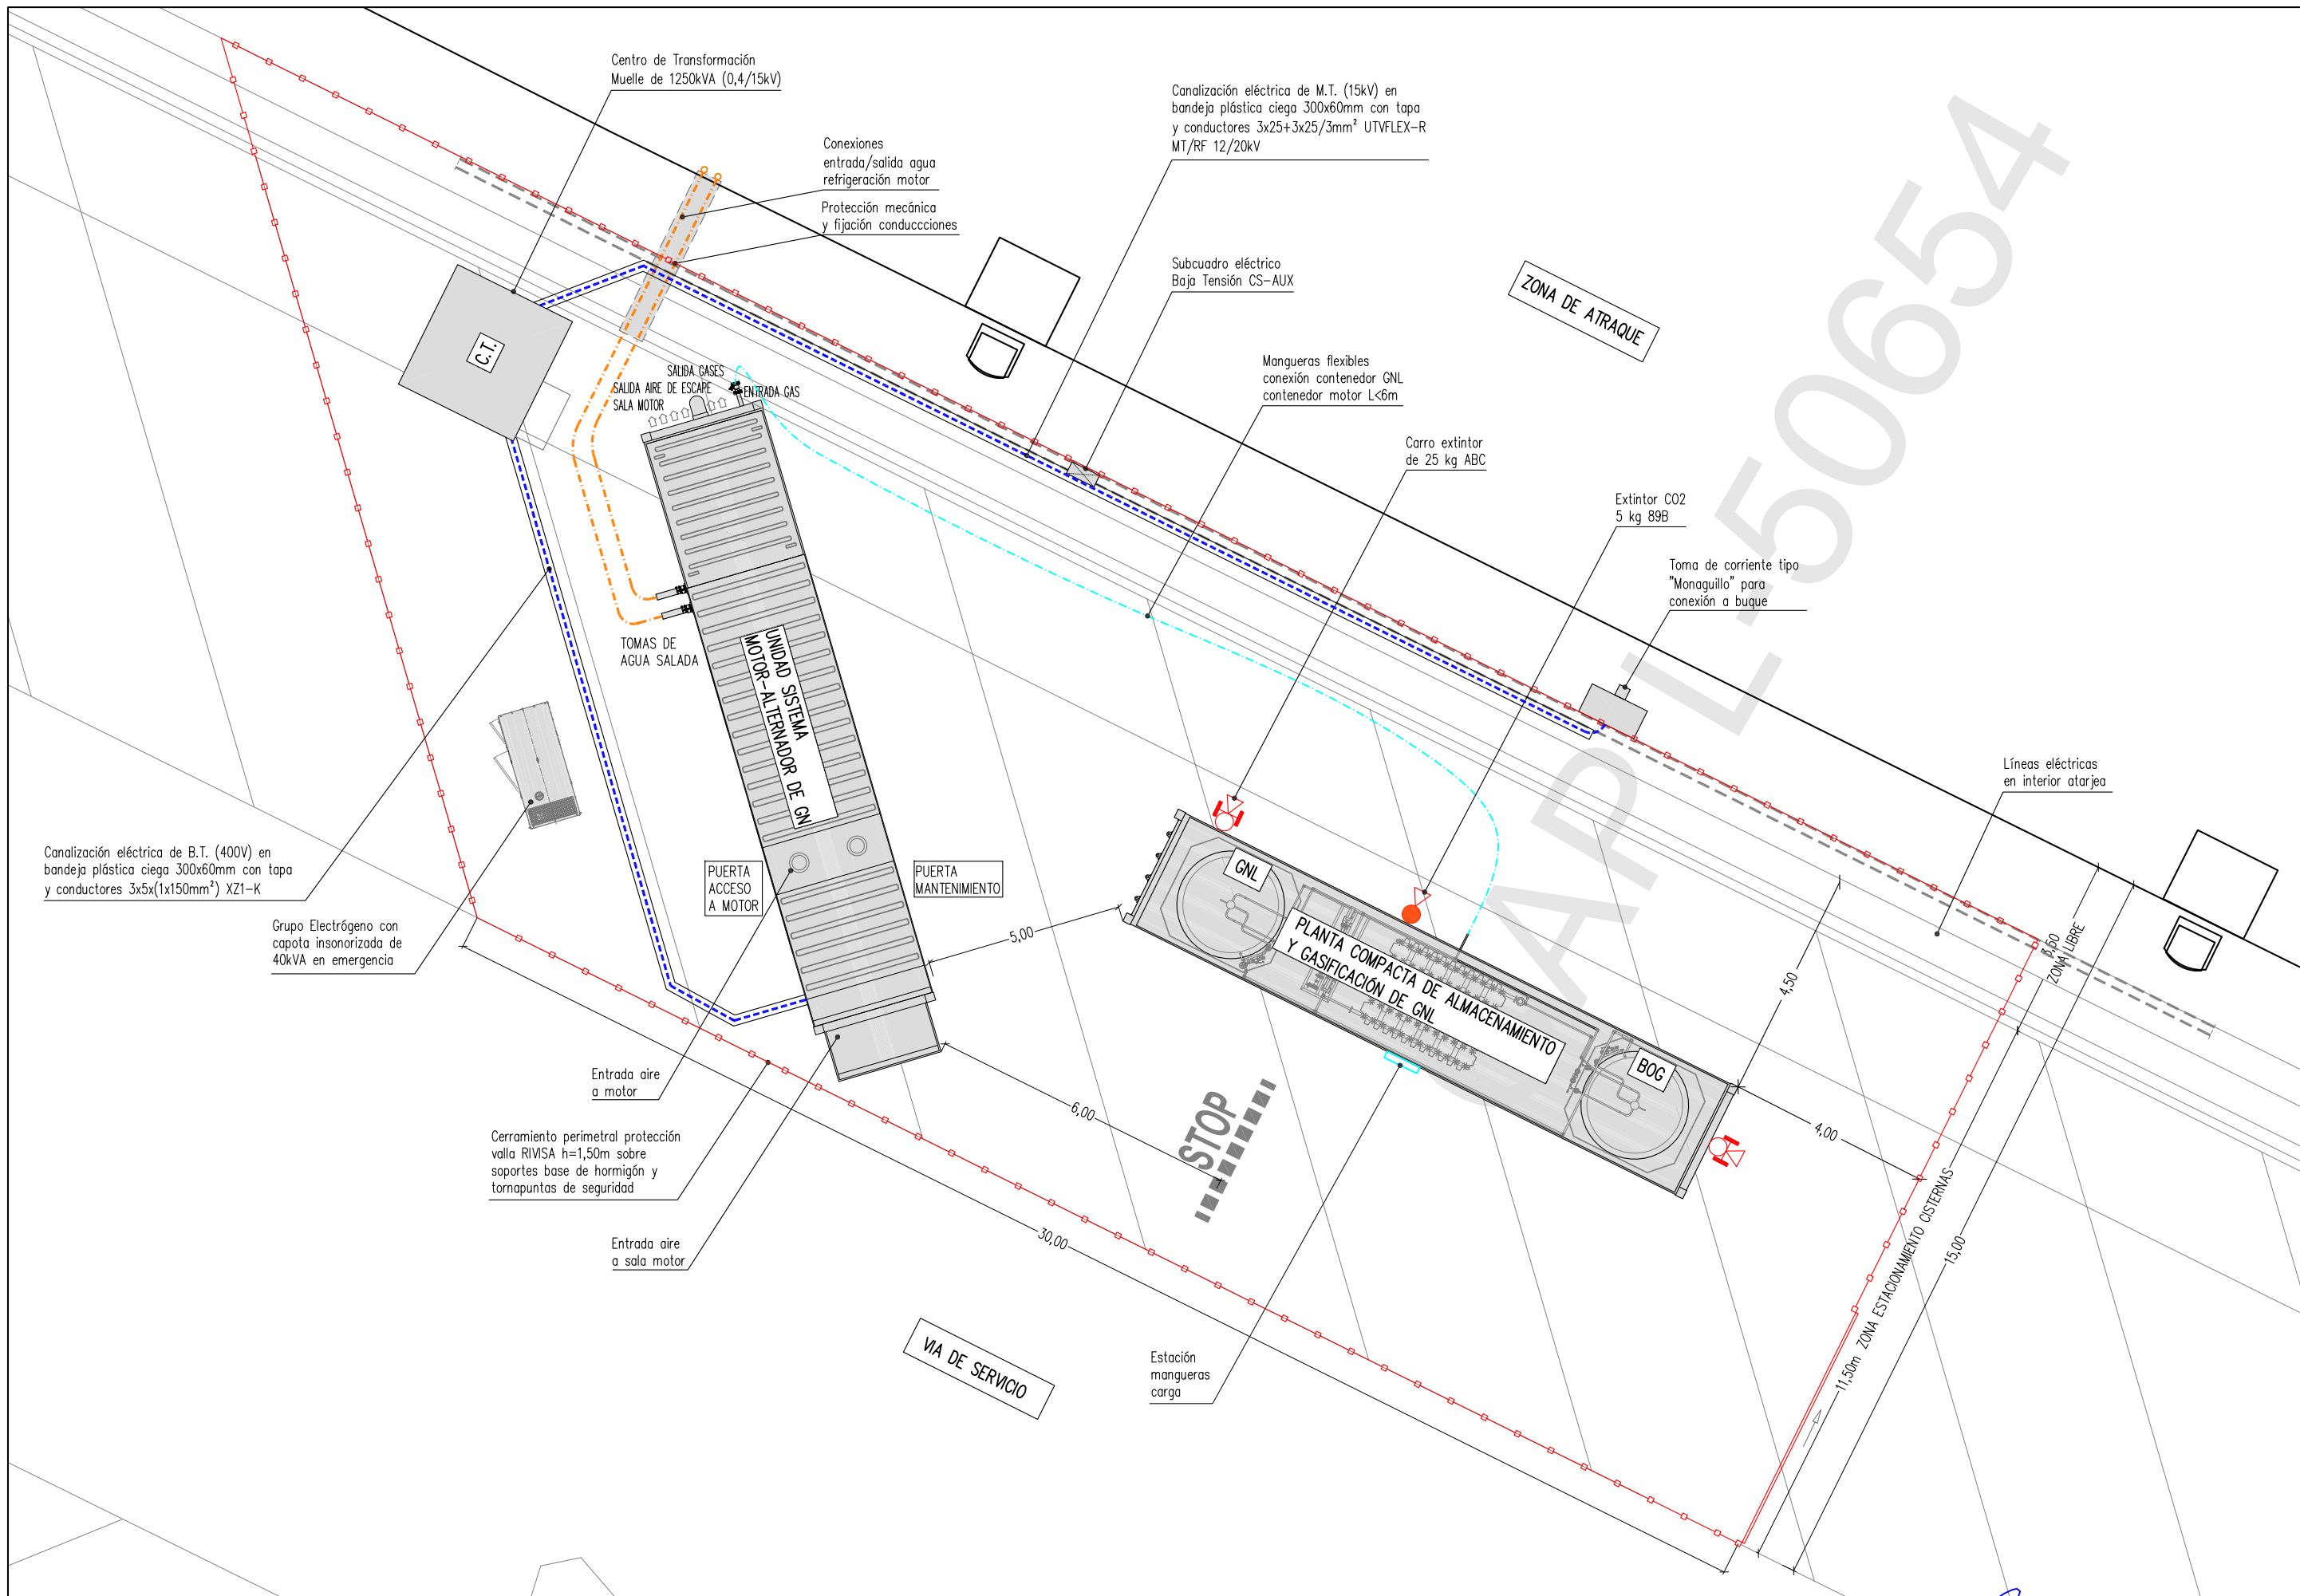 Centro de Transformación
Muelle de 1250kVA (0,4/15kV)
Canalización eléctrica de M.T. (15kV) en
bandeja plástica ciega 300x60mm con tapa
y conductores 3x25+3x25/3mm² UTVFLEX-R
MT/RF 12/20kV
Conexiones
entrada/salida agua
refrigeración motor
Protección mecánica
y fijación conduccciones
Subcuadro eléctrico
Baja Tensión CS-AUX
ZONA DE ATRAQUE
C.T.
SALIDA GASES
SALIDA AIRE DE ESCAPE
SALA MOTOR
ENTRADA GAS
Mangueras flexibles
conexión contenedor GNL
contenedor motor L<6m
Carro extintor
de 25 kg ABC
Extintor CO2
5 kg 89B
Toma de corriente tipo
"Monaguillo" para
conexión a buque
TOMAS DE
AGUA SALADA
UNIDAD SISTEMA
MOTOR-ALTERNADOR DE GN
Líneas eléctricas
en interior atarjea
Canalización eléctrica de B.T. (400V) en
bandeja plástica ciega 300x60mm con tapa
y conductores 3x5x(1x150mm²) XZ1-K
PUERTA
ACCESO
A MOTOR
PUERTA
MANTENIMIENTO
GNL
PLANTA COMPACTA DE ALMACENAMIENTO
Y GASIFICACIÓN DE GNL
BOG
Grupo Electrógeno con
capota insonorizada de
40kVA en emergencia
5,00
4,50
3,50
ZONA LIBRE
Entrada aire
a motor
6,00
STOP
4,00
Cerramiento perimetral protección
valla RIVISA h=1,50m sobre
soportes base de hormigón y
tornapuntas de seguridad
30,00
Entrada aire
a sala motor
11,50m ZONA ESTACIONAMIENTO CISTERNAS
15,00
VIA DE SERVICIO
Estación
mangueras
carga
APL-50654